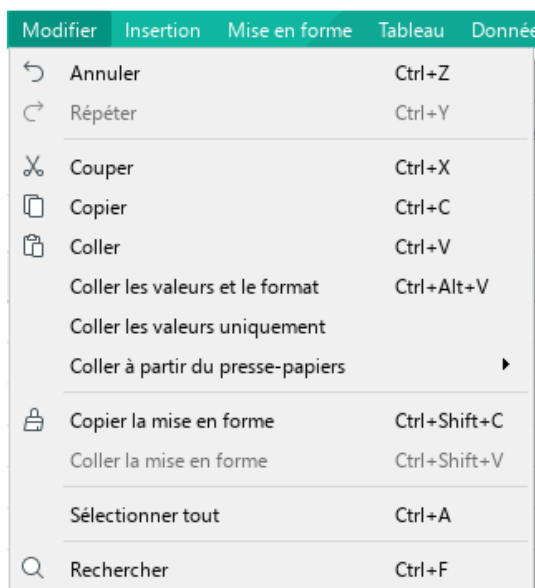 Modifier Insertion Mise en forme Tableau Donnée
Annuler Ctrl+Z
Répéter Ctrl+Y
Couper Ctrl+X
Copier Ctrl+C
Coller Ctrl+V
Coller les valeurs et le format Ctrl+Alt+V
Coller les valeurs uniquement
Coller à partir du presse-papiers
Copier la mise en forme Ctrl+Shift+C
Coller la mise en forme Ctrl+Shift+V
Sélectionner tout Ctrl+A
Rechercher Ctrl+F